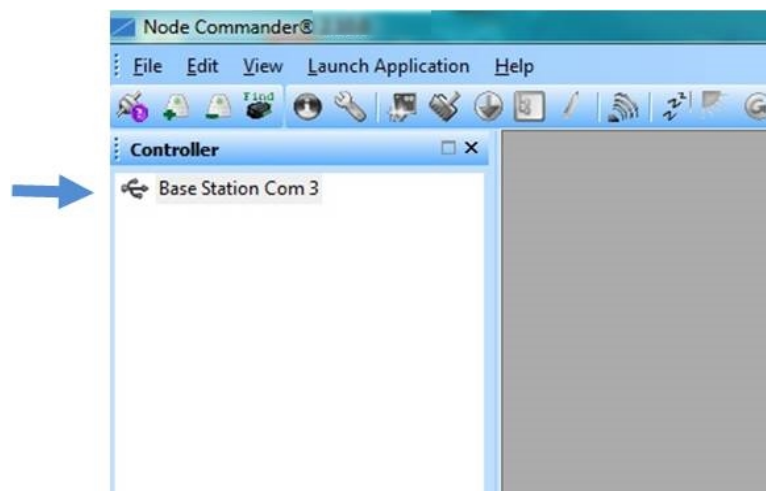 Node Commander®
File Edit View Launch Application Help
Find
Controller
Base Station Com 3